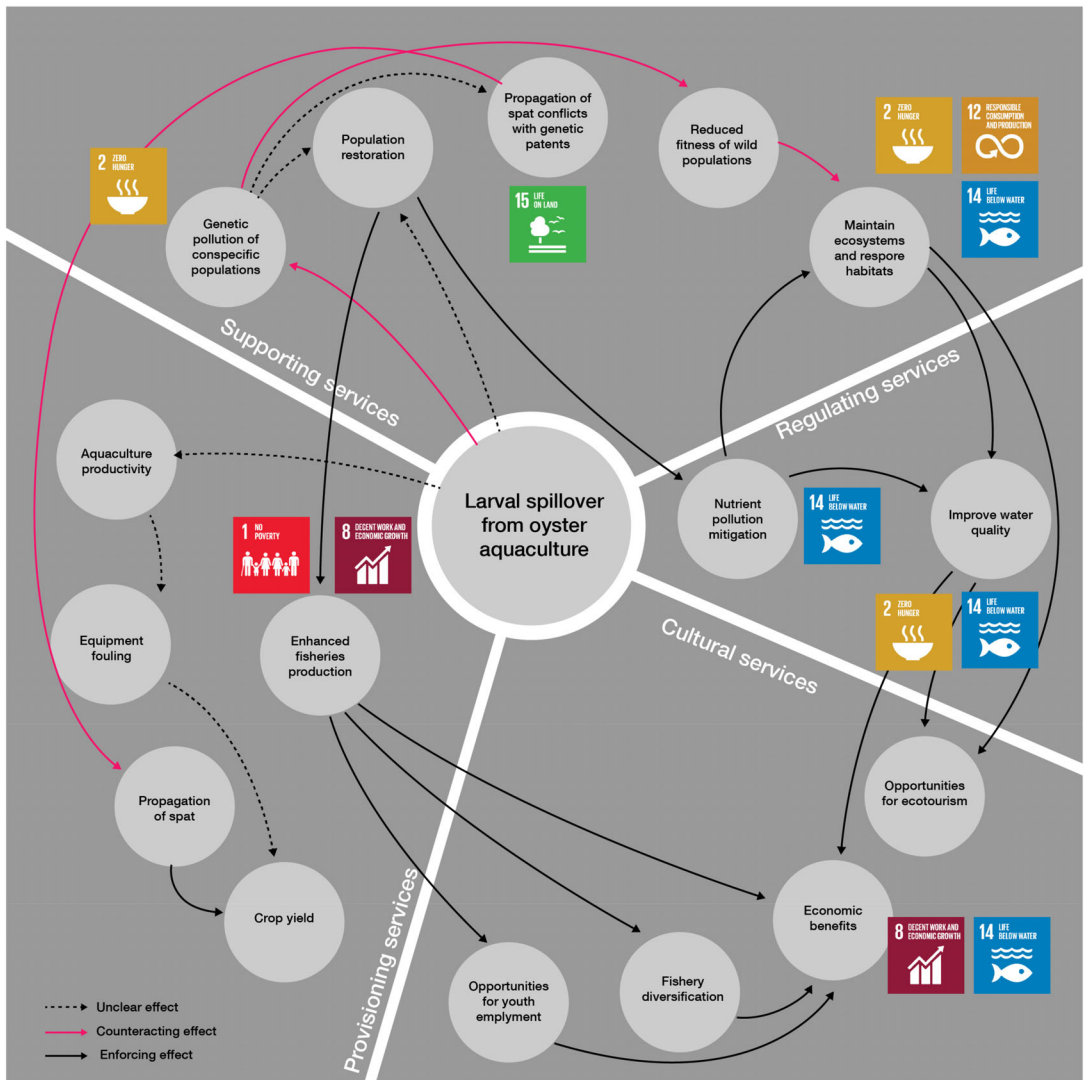 Propagation of
spat conflicts
with genetic
patents
Population
restoration
Reduced
fitness of wild
populations
2 ZERO
HUNGER
12 RESPONSIBLE
CONSUMPTION
AND PRODUCTION
2 ZERO
HUNGER
15 LIFE
ON LAND
14 LIFE
BELOW WATER
Genetic
pollution of
conspecific
populations
Maintain
ecosystems
and respore
habitats
Supporting services
Regulating services
Aquaculture
productivity
Larval spillover
from oyster
aquaculture
Nutrient
pollution
mitigation
14 LIFE
BELOW WATER
Improve water
quality
1 NO
POVERTY
8 DECENT WORK AND
ECONOMIC GROWTH
Equipment
fouling
Enhanced
fisheries
production
Cultural services
2 ZERO
HUNGER
14 LIFE
BELOW WATER
Opportunities
for ecotourism
Propagation
of spat
Crop yield
Provisioning services
Economic
benefits
8 DECENT WORK AND
ECONOMIC GROWTH
14 LIFE
BELOW WATER
Opportunities
for youth
emplyment
Fishery
diversification
Unclear effect
Counteracting effect
Enforcing effect